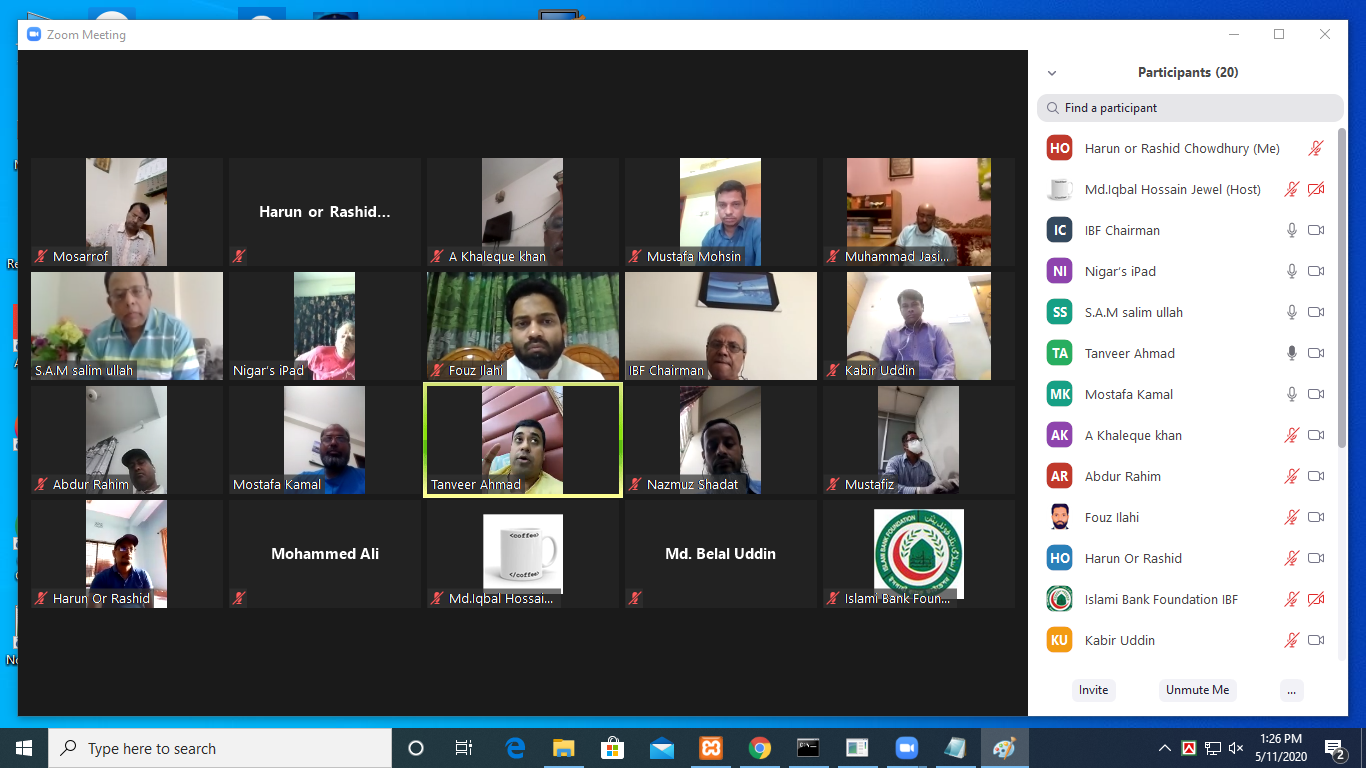 Zoom Meeting
Mosarrof
Harun or Rashid...
A Khaleque khan
Mustafa Mohsin
Muhammad Jasi...
S.A.M salim ullah
Nigar's iPad
Fouz Ilahi
IBF Chairman
Kabir Uddin
Abdur Rahim
Mostafa Kamal
Tanveer Ahmad
Nazmuz Shadat
Mustafiz
Harun Or Rashid
Mohammed Ali
<coffee>
</coffee>
Md.Iqbal Hossai...
Md. Belal Uddin
ISLAMI BANK FOUNDATION
Islami Bank Foun...
Participants (20)
Find a participant
HO Harun or Rashid Chowdhury (Me)
Md.Iqbal Hossain Jewel (Host)
IC IBF Chairman
NI Nigar's iPad
SS S.A.M salim ullah
TA Tanveer Ahmad
MK Mostafa Kamal
AK A Khaleque khan
AR Abdur Rahim
Fouz Ilahi
HO Harun Or Rashid
Islami Bank Foundation IBF
KU Kabir Uddin
Invite
Unmute Me
...
Type here to search
1:26 PM
5/11/2020
2